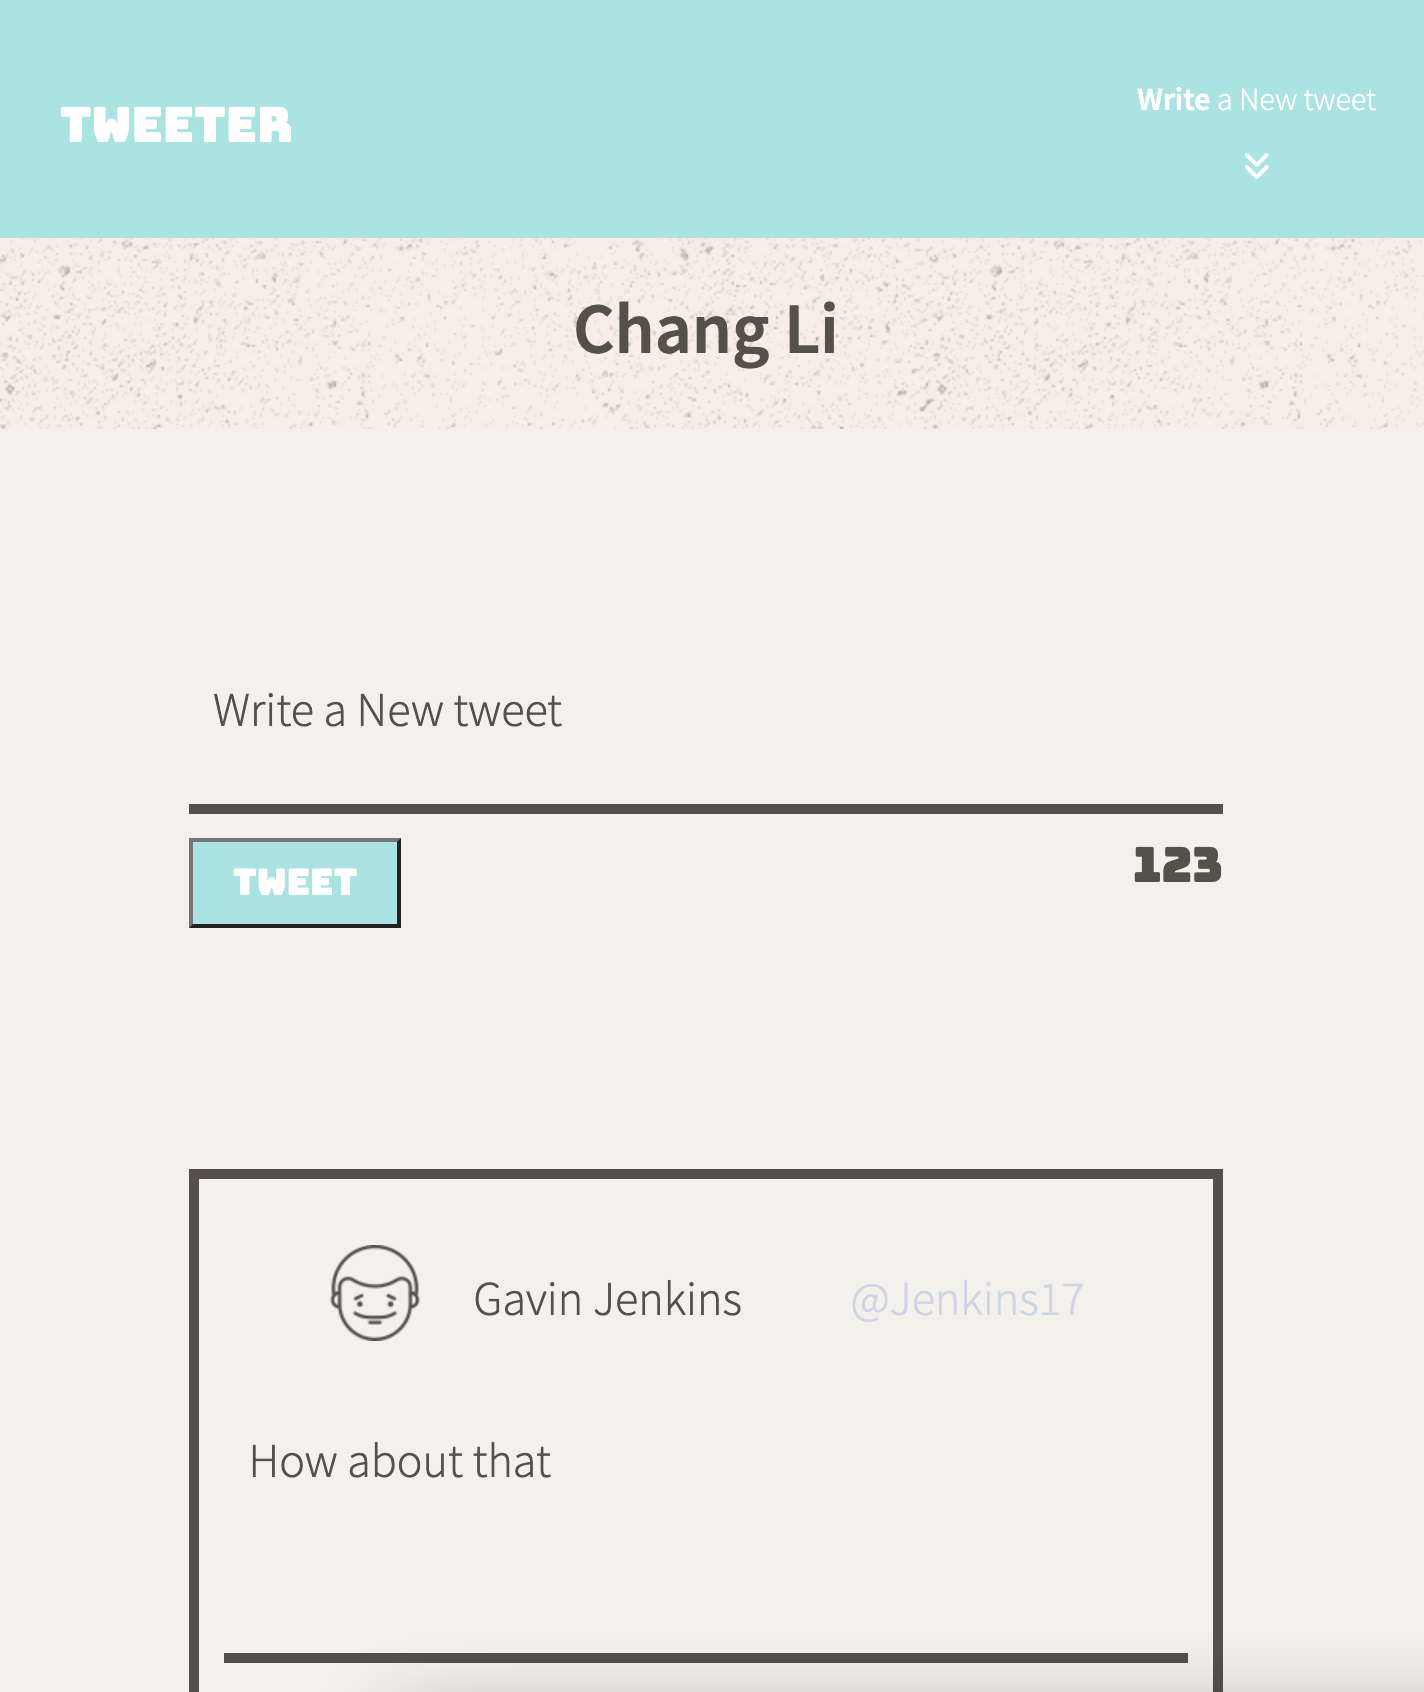 TWEETER
Write a New tweet
Chang Li
Write a New tweet
TWEET
123
Gavin Jenkins @Jenkins17
How about that